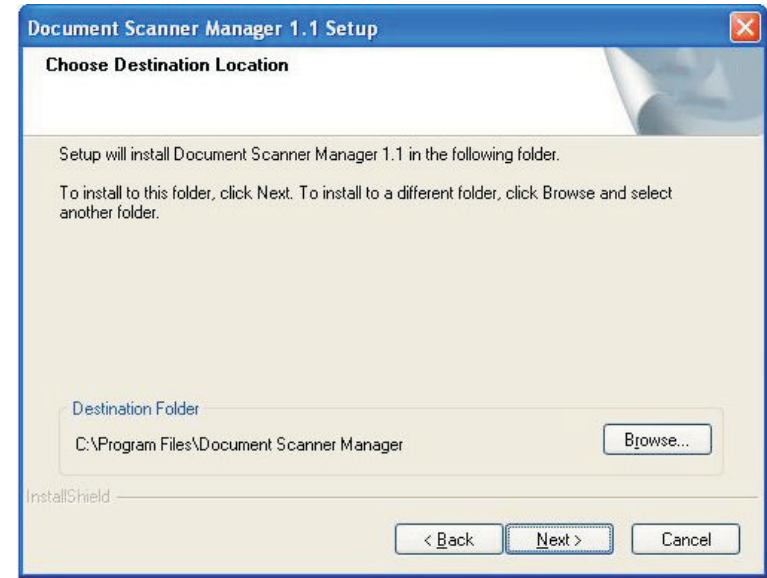 Document Scanner Manager 1.1 Setup
Choose Destination Location
Setup will install Document Scanner Manager 1.1 in the following folder.
To install to this folder, click Next. To install to a different folder, click Browse and select
another folder.
Destination Folder
C:\Program Files\Document Scanner Manager
Browse...
InstallShield
< Back
Next >
Cancel